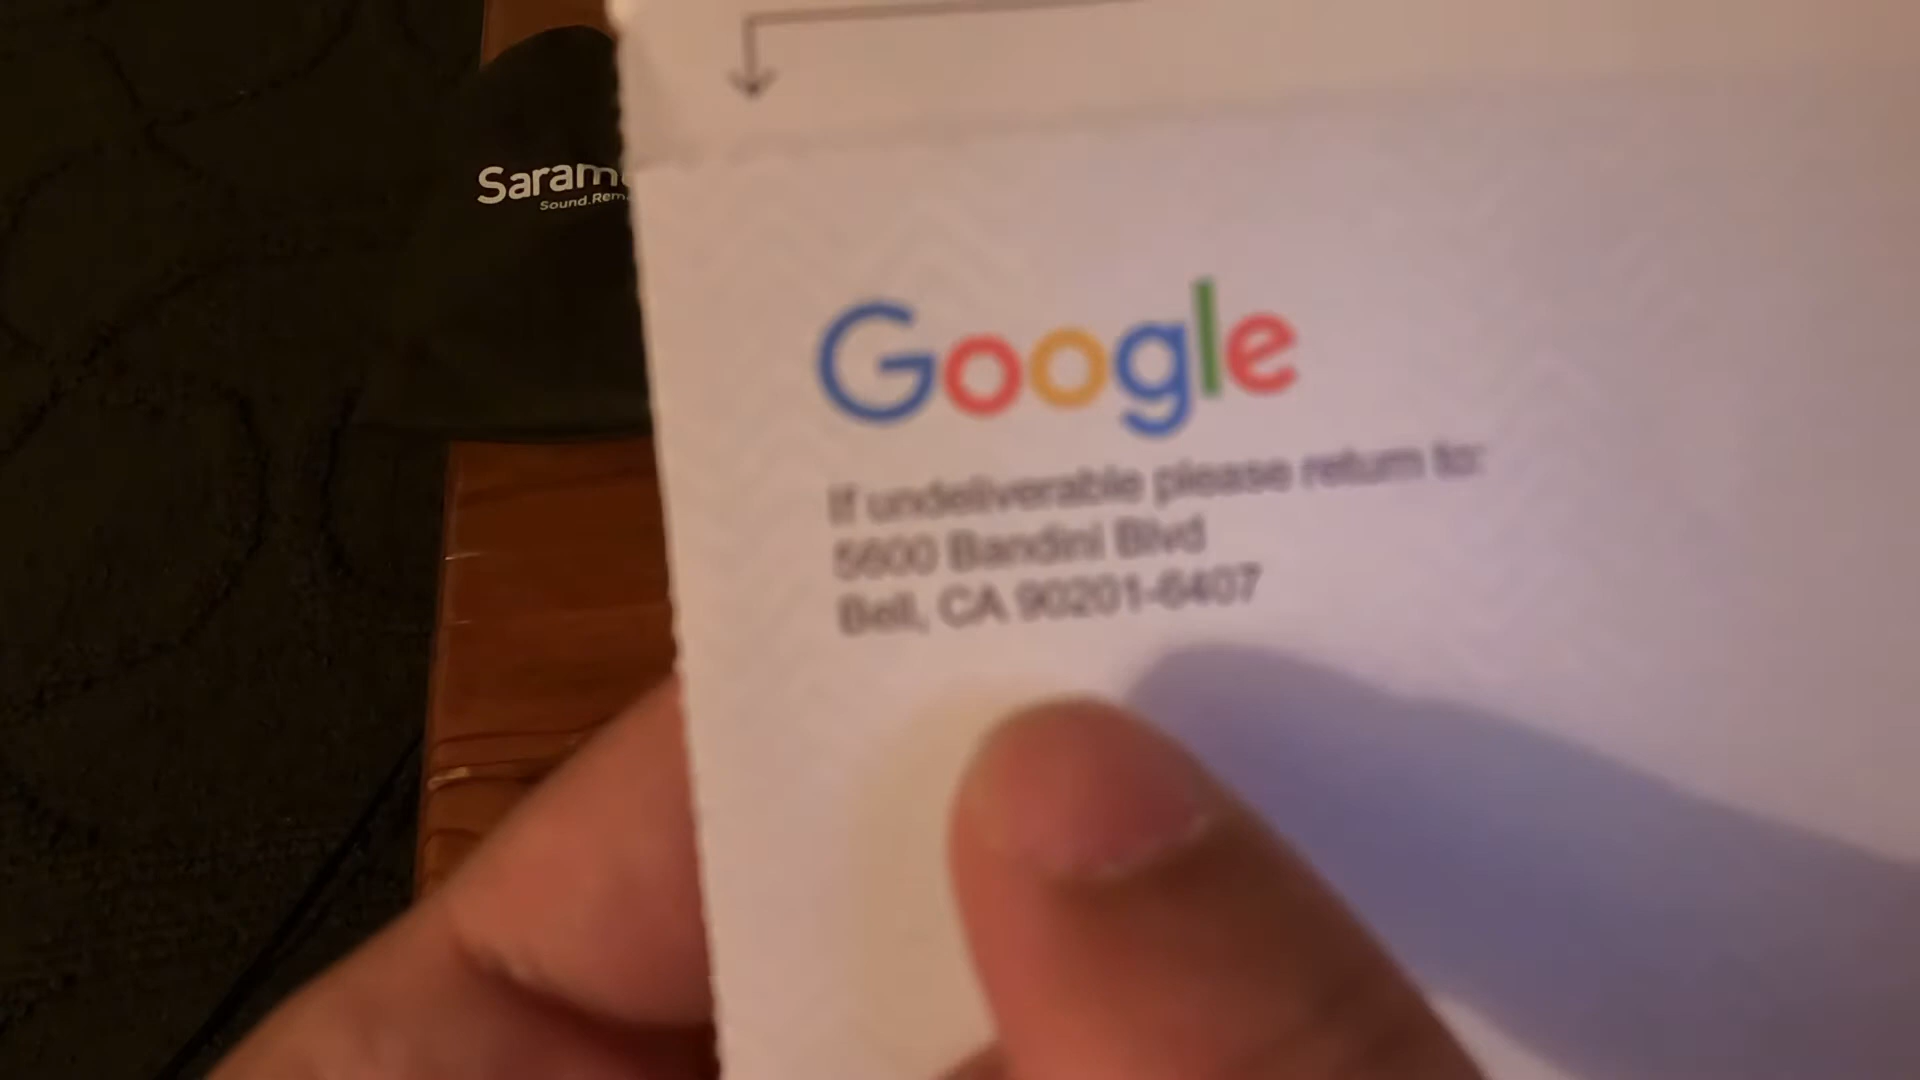 Saram
Sound.Rem
Google
If undeliverable please return to:
5600 Bandini Blvd
Bell, CA 90201-6407